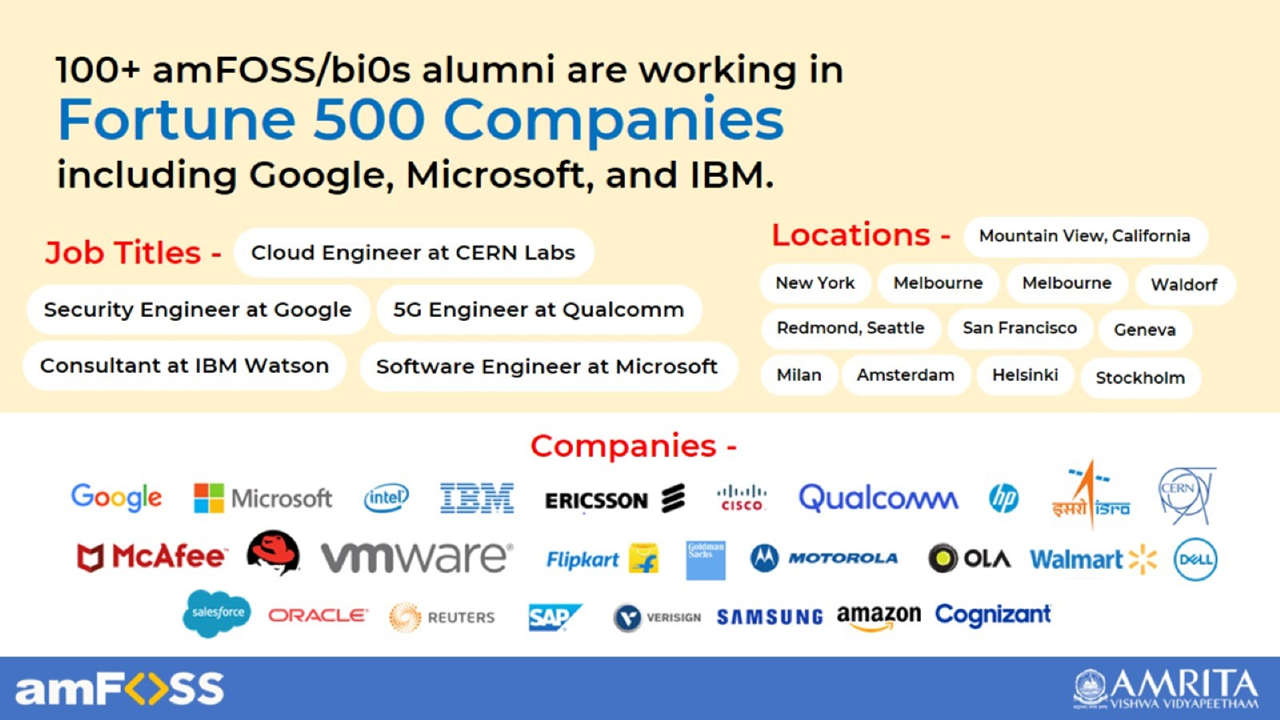 100+ amFOSS/bi0s alumni are working in
Fortune 500 Companies
including Google, Microsoft, and IBM.
Job Titles -
Cloud Engineer at CERN Labs
Security Engineer at Google
5G Engineer at Qualcomm
Consultant at IBM Watson
Software Engineer at Microsoft
Locations -
Mountain View, California
New York
Melbourne
Melbourne
Waldorf
Redmond, Seattle
San Francisco
Geneva
Milan
Amsterdam
Helsinki
Stockholm
Companies -
Google
Microsoft
intel
IBM
ERICSSON
CISCO
Qualcomm
hp
इसरो isro
CERN
McAfee
vmware
Flipkart
Goldman
Sachs
MOTOROLA
OLA
Walmart
DELL
salesforce
ORACLE
REUTERS
SAP
VERISIGN
SAMSUNG
amazon
Cognizant
amFOSS
AMRITA
VISHWA VIDYAPEETHAM